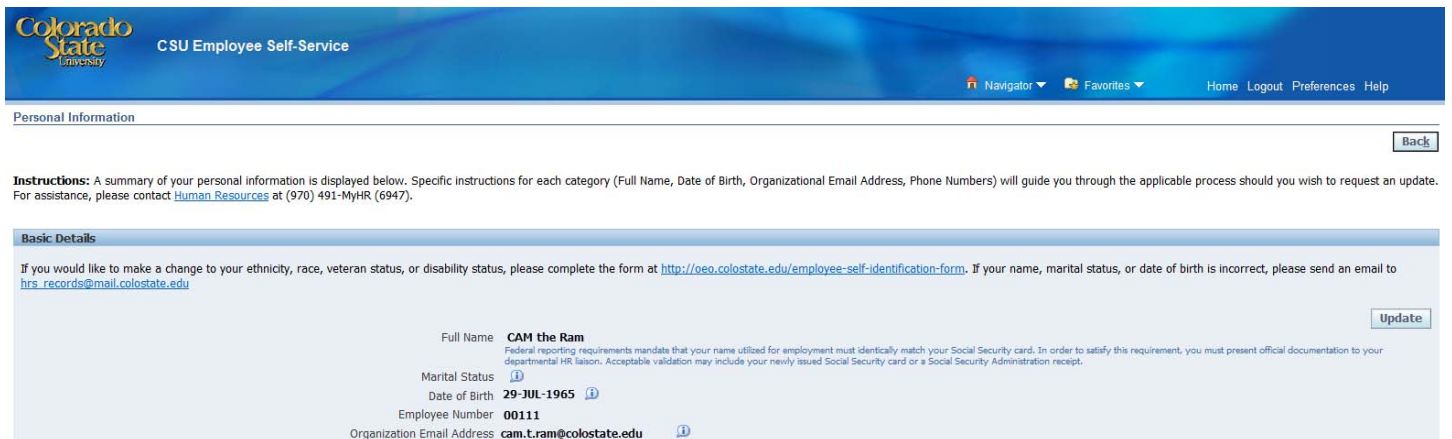 Colorado
State
University
CSU Employee Self-Service
Navigator Favorites Home Logout Preferences Help
Personal Information
Back
Instructions: A summary of your personal information is displayed below. Specific instructions for each category (Full Name, Date of Birth, Organizational Email Address, Phone Numbers) will guide you through the applicable process should you wish to request an update.
For assistance, please contact Human Resources at (970) 491-MyHR (6947).
Basic Details
If you would like to make a change to your ethnicity, race, veteran status, or disability status, please complete the form at http://oeo.colostate.edu/employee-self-identification-form. If your name, marital status, or date of birth is incorrect, please send an email to
hrs_records@mail.colostate.edu
Update
Full Name CAM the Ram
Federal reporting requirements mandate that your name utilized for employment must identically match your Social Security card. In order to satisfy this requirement, you must present official documentation to your
departmental HR liaison. Acceptable validation may include your newly issued Social Security card or a Social Security Administration receipt.
Marital Status
Date of Birth 29-JUL-1965
Employee Number 00111
Organization Email Address cam.t.ram@colostate.edu